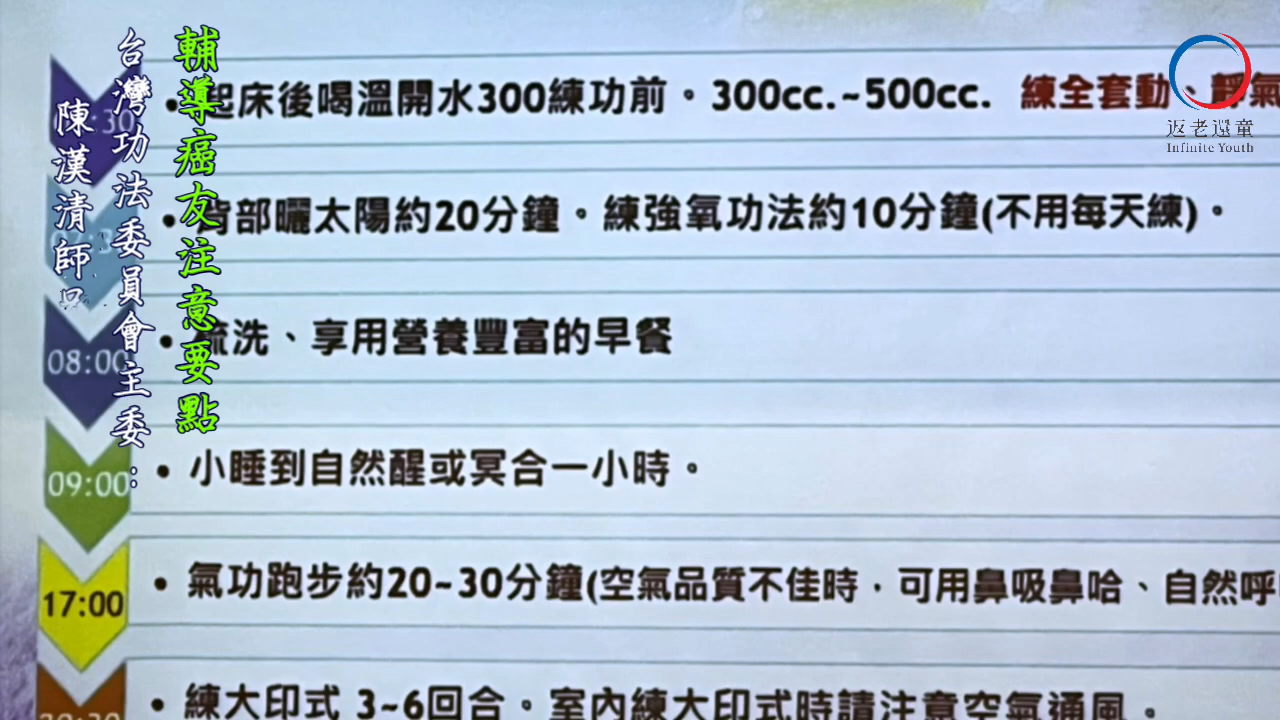 輔導癌友注意要點
台灣功法委員會主委：
陳漢清師
返老還童
Infinite Youth
:30
• 起床後喝溫開水300練功前。300cc.~500cc. 練全套動、靜氣
• 背部曬太陽約20分鐘。練強氧功法約10分鐘(不用每天練)。
08:00
• 梳洗、享用營養豐富的早餐
09:00
• 小睡到自然醒或冥合一小時。
17:00
• 氣功跑步約20~30分鐘(空氣品質不佳時，可用鼻吸鼻哈、自然呼
• 練大印式 3~6回合。室內練大印式時請注意空氣通風。